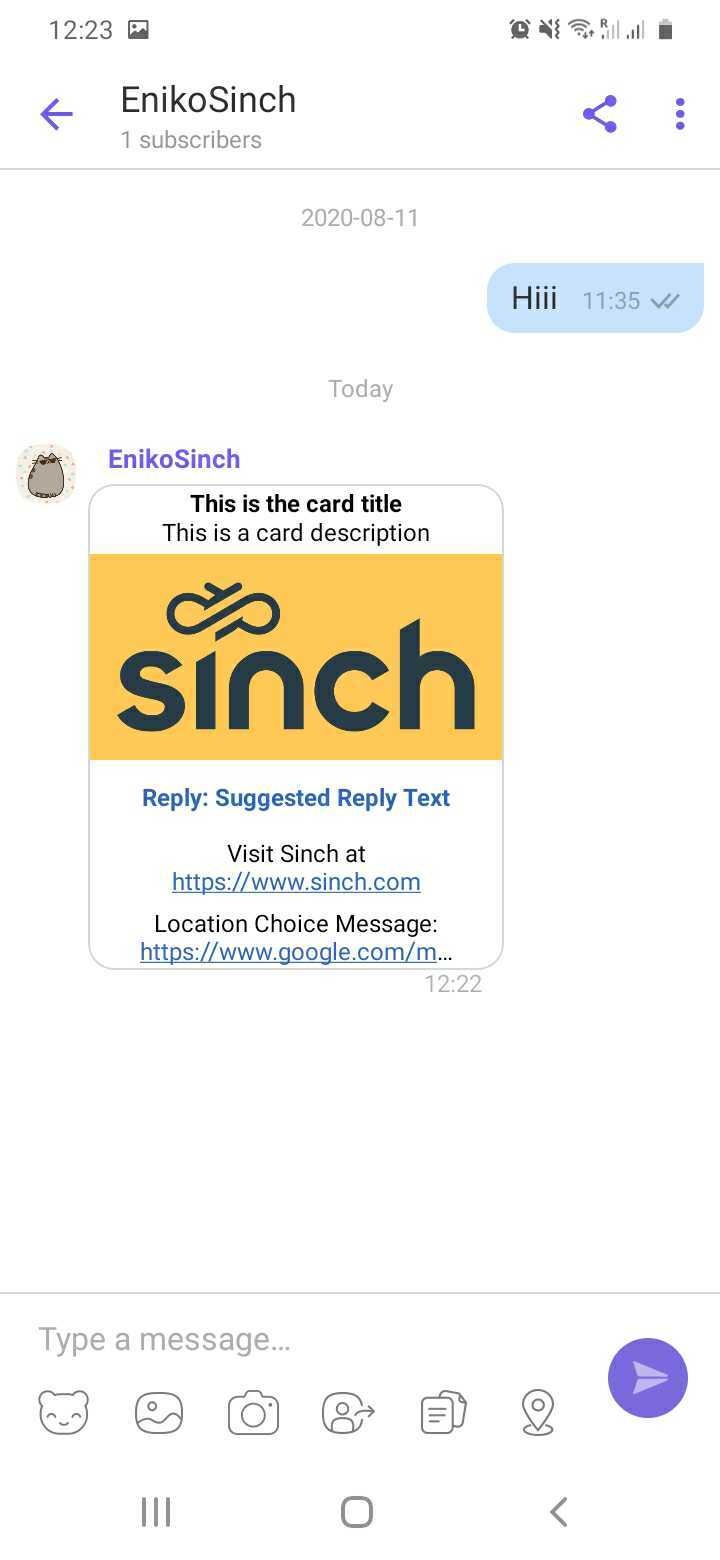 12:23
R
EnikoSinch
1 subscribers
2020-08-11
Hiii 11:35
Today
EnikoSinch
This is the card title
This is a card description
sinch
Reply: Suggested Reply Text
Visit Sinch at
https://www.sinch.com
Location Choice Message:
https://www.google.com/m...
12:22
Type a message...